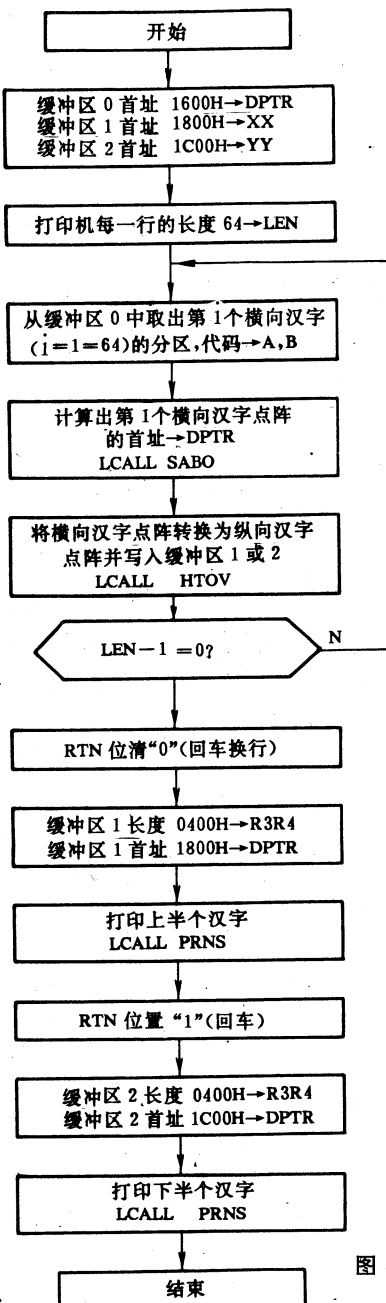 开始
缓冲区 0 首址 1600H→DPTR
缓冲区 1 首址 1800H→XX
缓冲区 2 首址 1C00H→YY
打印机每一行的长度 64→LEN
从缓冲区 0 中取出第 i个横向汉字
(i=1=64)的分区,代码→A,B
计算出第 1个横向汉字点阵
的首址→DPTR
LCALL SABO
将横向汉字点阵转换为纵向汉字
点阵并写入缓冲区 1 或 2
LCALL HTOV
LEN-1 =0?
N
RTN 位清“0”(回车换行)
缓冲区 1 长度 0400H→R3R4
缓冲区 1 首址 1800H→DPTR
打印上半个汉字
LCALL PRNS
RTN 位置 “1”(回车)
缓冲区 2 长度 0400H→R3R4
缓冲区 2 首址 1C00H→DPTR
打印下半个汉字
LCALL PRNS
图
结束